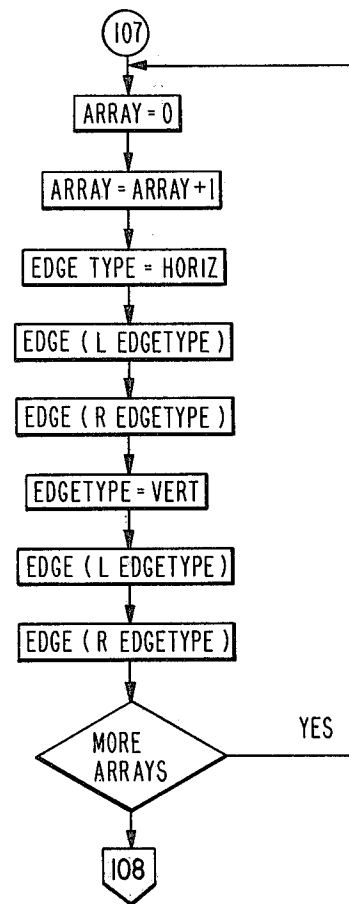 107
ARRAY = 0
ARRAY = ARRAY + 1
EDGE TYPE = HORIZ
EDGE ( L EDGETYPE )
EDGE ( R EDGETYPE )
EDGETYPE = VERT
EDGE ( L EDGETYPE )
EDGE ( R EDGETYPE )
YES
MORE
ARRAYS
108